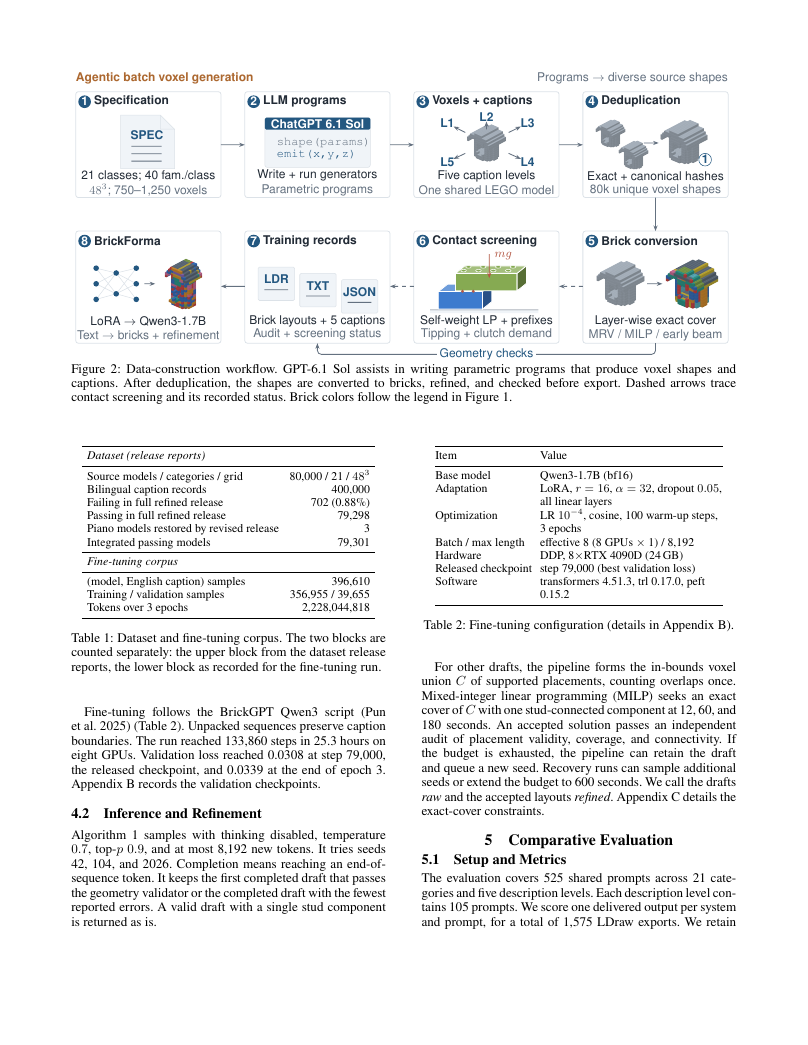 Agentic batch voxel generation
Programs → diverse source shapes
1 Specification
SPEC
21 classes; 40 fam./class
48³; 750–1,250 voxels
2 LLM programs
ChatGPT 6.1 Sol
shape(params)
emit(x,y,z)
Write + run generators
Parametric programs
3 Voxels + captions
L1 L2 L3
L5 L4
Five caption levels
One shared LEGO model
4 Deduplication
1
Exact + canonical hashes
80k unique voxel shapes
8 BrickForma
LoRA → Qwen3-1.7B
Text → bricks + refinement
7 Training records
LDR TXT JSON
Brick layouts + 5 captions
Audit + screening status
6 Contact screening
mg
Self-weight LP + prefixes
Tipping + clutch demand
5 Brick conversion
Layer-wise exact cover
MRV / MILP / early beam
Geometry checks
Figure 2: Data-construction workflow. GPT-6.1 Sol assists in writing parametric programs that produce voxel shapes and
captions. After deduplication, the shapes are converted to bricks, refined, and checked before export. Dashed arrows trace
contact screening and its recorded status. Brick colors follow the legend in Figure 1.
Dataset (release reports)
Source models / categories / grid 80,000 / 21 / 48³
Bilingual caption records 400,000
Failing in full refined release 702 (0.88%)
Passing in full refined release 79,298
Piano models restored by revised release 3
Integrated passing models 79,301
Fine-tuning corpus
(model, English caption) samples 396,610
Training / validation samples 356,955 / 39,655
Tokens over 3 epochs 2,228,044,818
Table 1: Dataset and fine-tuning corpus. The two blocks are
counted separately: the upper block from the dataset release
reports, the lower block as recorded for the fine-tuning run.
Fine-tuning follows the BrickGPT Qwen3 script (Pun
et al. 2025) (Table 2). Unpacked sequences preserve caption
boundaries. The run reached 133,860 steps in 25.3 hours on
eight GPUs. Validation loss reached 0.0308 at step 79,000,
the released checkpoint, and 0.0339 at the end of epoch 3.
Appendix B records the validation checkpoints.
4.2 Inference and Refinement
Algorithm 1 samples with thinking disabled, temperature
0.7, top-p 0.9, and at most 8,192 new tokens. It tries seeds
42, 104, and 2026. Completion means reaching an end-of-
sequence token. It keeps the first completed draft that passes
the geometry validator or the completed draft with the fewest
reported errors. A valid draft with a single stud component
is returned as is.
Item Value
Base model Qwen3-1.7B (bf16)
Adaptation LoRA, r = 16, α = 32, dropout 0.05,
all linear layers
Optimization LR 10⁻⁴, cosine, 100 warm-up steps,
3 epochs
Batch / max length effective 8 (8 GPUs × 1) / 8,192
Hardware DDP, 8×RTX 4090D (24 GB)
Released checkpoint step 79,000 (best validation loss)
Software transformers 4.51.3, trl 0.17.0, peft
0.15.2
Table 2: Fine-tuning configuration (details in Appendix B).
For other drafts, the pipeline forms the in-bounds voxel
union C of supported placements, counting overlaps once.
Mixed-integer linear programming (MILP) seeks an exact
cover of C with one stud-connected component at 12, 60, and
180 seconds. An accepted solution passes an independent
audit of placement validity, coverage, and connectivity. If
the budget is exhausted, the pipeline can retain the draft
and queue a new seed. Recovery runs can sample additional
seeds or extend the budget to 600 seconds. We call the drafts
raw and the accepted layouts refined. Appendix C details the
exact-cover constraints.
5 Comparative Evaluation
5.1 Setup and Metrics
The evaluation covers 525 shared prompts across 21 cate-
gories and five description levels. Each description level con-
tains 105 prompts. We score one delivered output per system
and prompt, for a total of 1,575 LDraw exports. We retain